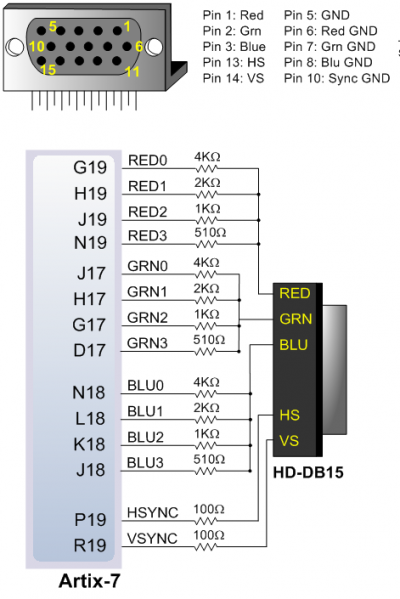 Pin 1: Red Pin 5: GND
Pin 2: Grn Pin 6: Red GND
Pin 3: Blue Pin 7: Grn GND
Pin 13: HS Pin 8: Blu GND
Pin 14: VS Pin 10: Sync GND
5 1
10 6
15 11
G19 RED0 4KΩ
H19 RED1 2KΩ
J19 RED2 1KΩ
N19 RED3 510Ω
J17 GRN0 4KΩ
H17 GRN1 2KΩ
G17 GRN2 1KΩ
D17 GRN3 510Ω
N18 BLU0 4KΩ
L18 BLU1 2KΩ
K18 BLU2 1KΩ
J18 BLU3 510Ω
P19 HSYNC 100Ω
R19 VSYNC 100Ω
RED
GRN
BLU
HS
VS
HD-DB15
Artix-7